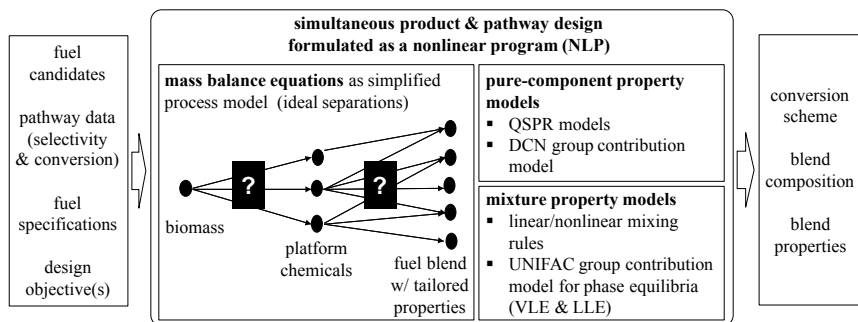 simultaneous product & pathway design
formulated as a nonlinear program (NLP)
fuel
candidates
pathway data
(selectivity
& conversion)
fuel
specifications
design
objective(s)
mass balance equations as simplified
process model (ideal separations)
?
?
biomass
platform
chemicals
fuel blend
w/ tailored
properties
pure-component property
models
▪ QSPR models
▪ DCN group contribution
model
mixture property models
▪ linear/nonlinear mixing
rules
▪ UNIFAC group contribution
model for phase equilibria
(VLE & LLE)
conversion
scheme
blend
composition
blend
properties